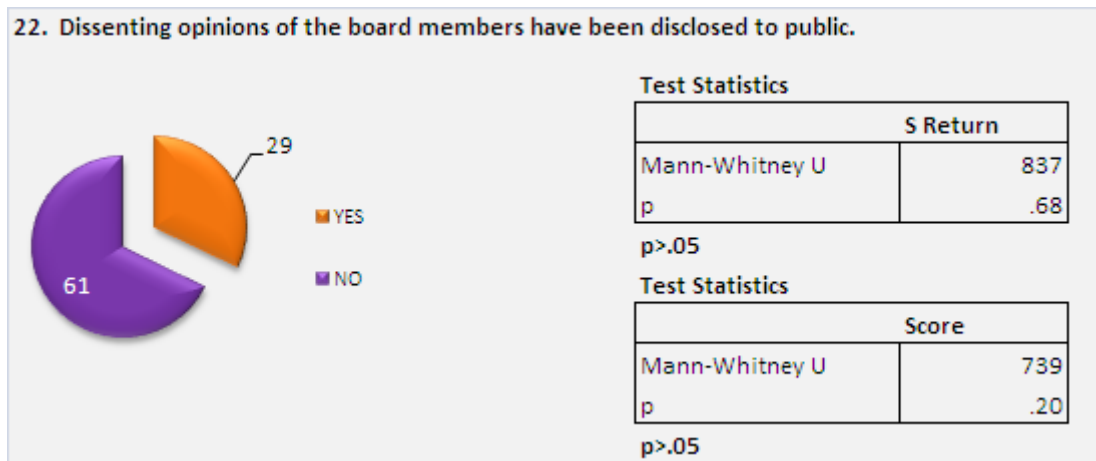 22. Dissenting opinions of the board members have been disclosed to public.
29
61
YES
NO
Test Statistics
S Return
Mann-Whitney U 837
p .68
p>.05
Test Statistics
Score
Mann-Whitney U 739
p .20
p>.05